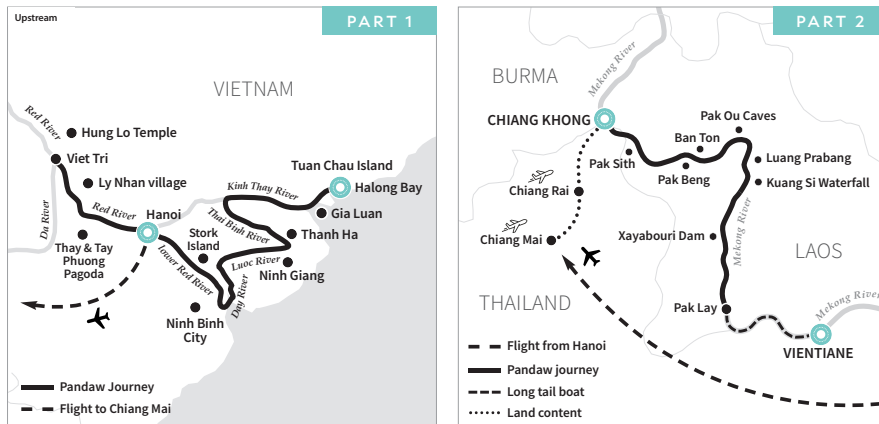 Upstream
PART 1
VIETNAM
Red River
Hung Lo Temple
Viet Tri
Ly Nhan village
Da River
Red River
Hanoi
Thay & Tay
Phuong
Pagoda
Stork
Island
lower Red River
Ninh Binh
City
Day River
Luoc River
Ninh Giang
Thai Binh River
Thanh Ha
Kinh Thay River
Tuan Chau Island
Halong Bay
Gia Luan
Pandaw Journey
Flight to Chiang Mai
PART 2
BURMA
Mekong River
CHIANG KHONG
Pak Ou Caves
Ban Ton
Pak Sith
Pak Beng
Luang Prabang
Kuang Si Waterfall
Chiang Rai
Chiang Mai
Xayabouri Dam
Mekong River
LAOS
THAILAND
Pak Lay
Mekong River
VIENTIANE
Flight from Hanoi
Pandaw journey
Long tail boat
Land content